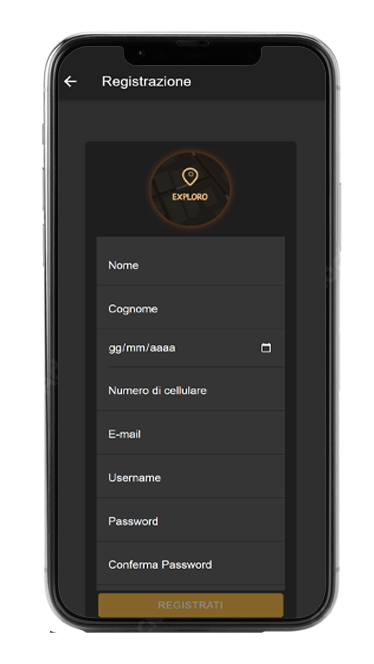 Registrazione
EXPLORO
Nome
Cognome
gg/mm/aaaa
Numero di cellulare
E-mail
Username
Password
Conferma Password
REGISTRATI